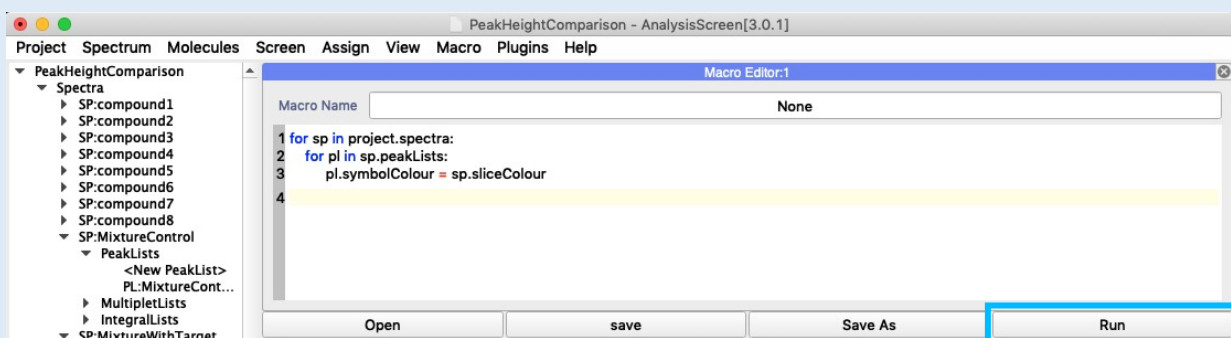 PeakHeightComparison - AnalysisScreen[3.0.1]
Project Spectrum Molecules Screen Assign View Macro Plugins Help
PeakHeightComparison
Spectra
SP:compound1
SP:compound2
SP:compound3
SP:compound4
SP:compound5
SP:compound6
SP:compound7
SP:compound8
SP:MixtureControl
PeakLists
<New PeakList>
PL:MixtureCont...
MultipletLists
IntegralLists
SP:MixtureWithTarget
Macro Editor:1
Macro Name None
1 for sp in project.spectra:
2 for pl in sp.peakLists:
3 pl.symbolColour = sp.sliceColour
4
Open save Save As Run